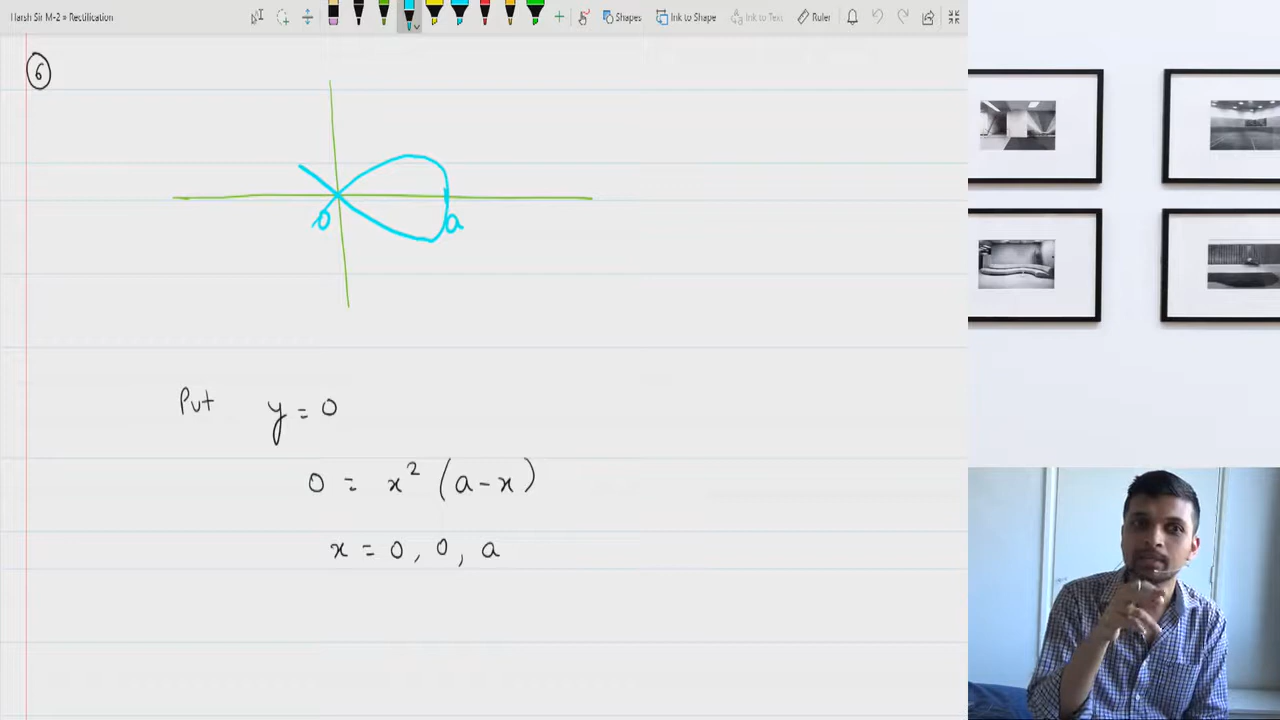 Harsh Sir M-2 » Rectification
Shapes
Ink to Shape
Ink to Text
Ruler
6
0
a
Put y = 0
0 = x² (a - x)
x = 0, 0, a